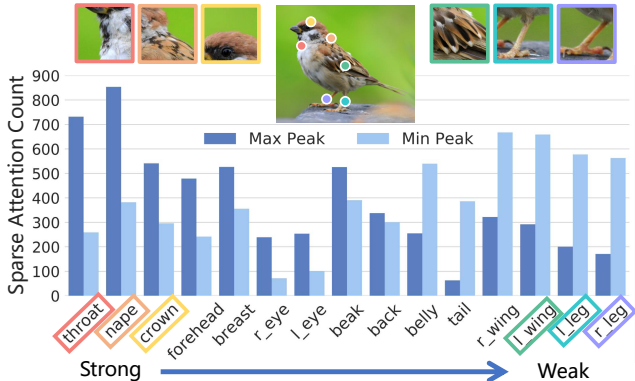 900
800
700
600
500
400
300
200
100
0
Sparse Attention Count
Max Peak
Min Peak
throat
nape
crown
forehead
breast
r_eye
l_eye
beak
back
belly
tail
r_wing
l_wing
l_leg
r_leg
Strong
Weak